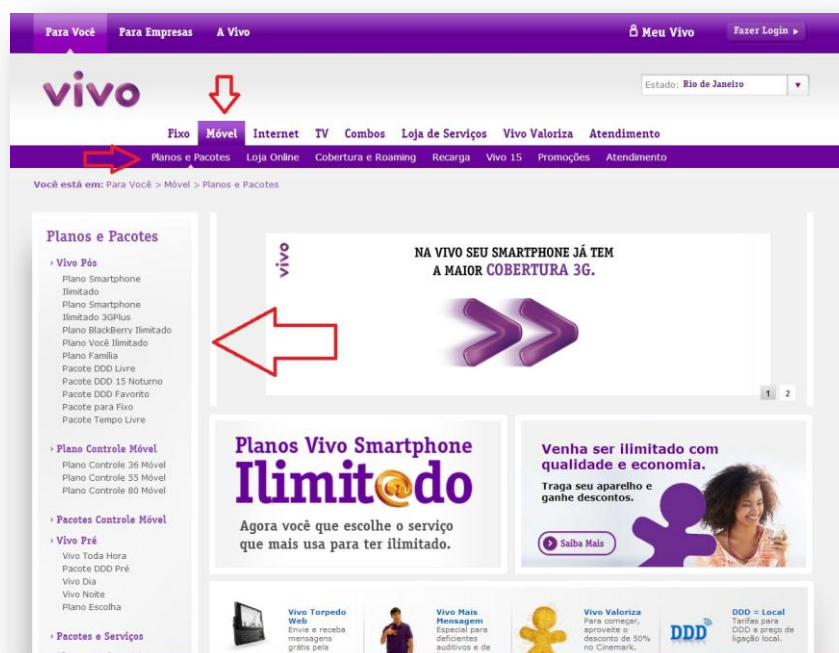 Para Você Para Empresas A Vivo Meu Vivo Fazer Login
vivo
Estado: Rio de Janeiro
Fixo Móvel Internet TV Combos Loja de Serviços Vivo Valoriza Atendimento
Planos e Pacotes Loja Online Cobertura e Roaming Recarga Vivo 15 Promoções Atendimento
Você está em: Para Você > Móvel > Planos e Pacotes
Planos e Pacotes
Vivo Pós
Plano Smartphone
Ilimitado
Plano Smartphone
Ilimitado 3GPlus
Plano BlackBerry Ilimitado
Plano Você Ilimitado
Plano Família
Pacote DDD Livre
Pacote DDD 15 Noturno
Pacote DDD Favorito
Pacote para Fixo
Pacote Tempo Livre
Plano Controle Móvel
Plano Controle 36 Móvel
Plano Controle 55 Móvel
Plano Controle 80 Móvel
Pacotes Controle Móvel
Vivo Pré
Vivo Toda Hora
Pacote DDD Pré
Vivo Dia
Vivo Noite
Plano Escolha
Pacotes e Serviços
vivo
NA VIVO SEU SMARTPHONE JÁ TEM
A MAIOR COBERTURA 3G.
1 2
Planos Vivo Smartphone
Ilimit@do
Agora você que escolhe o serviço
que mais usa para ter ilimitado.
Venha ser ilimitado com
qualidade e economia.
Traga seu aparelho e
ganhe descontos.
Saiba Mais
Vivo Torpedo
Web
Envie e receba
mensagens
grátis pela
Vivo Mais
Mensagem
Especial para
deficientes
auditivos e de
Vivo Valoriza
Para começar,
aproveite o
desconto de 50%
no Cinemark.
DDD
DDD = Local
Tarifas para
DDD a preço de
ligação local.